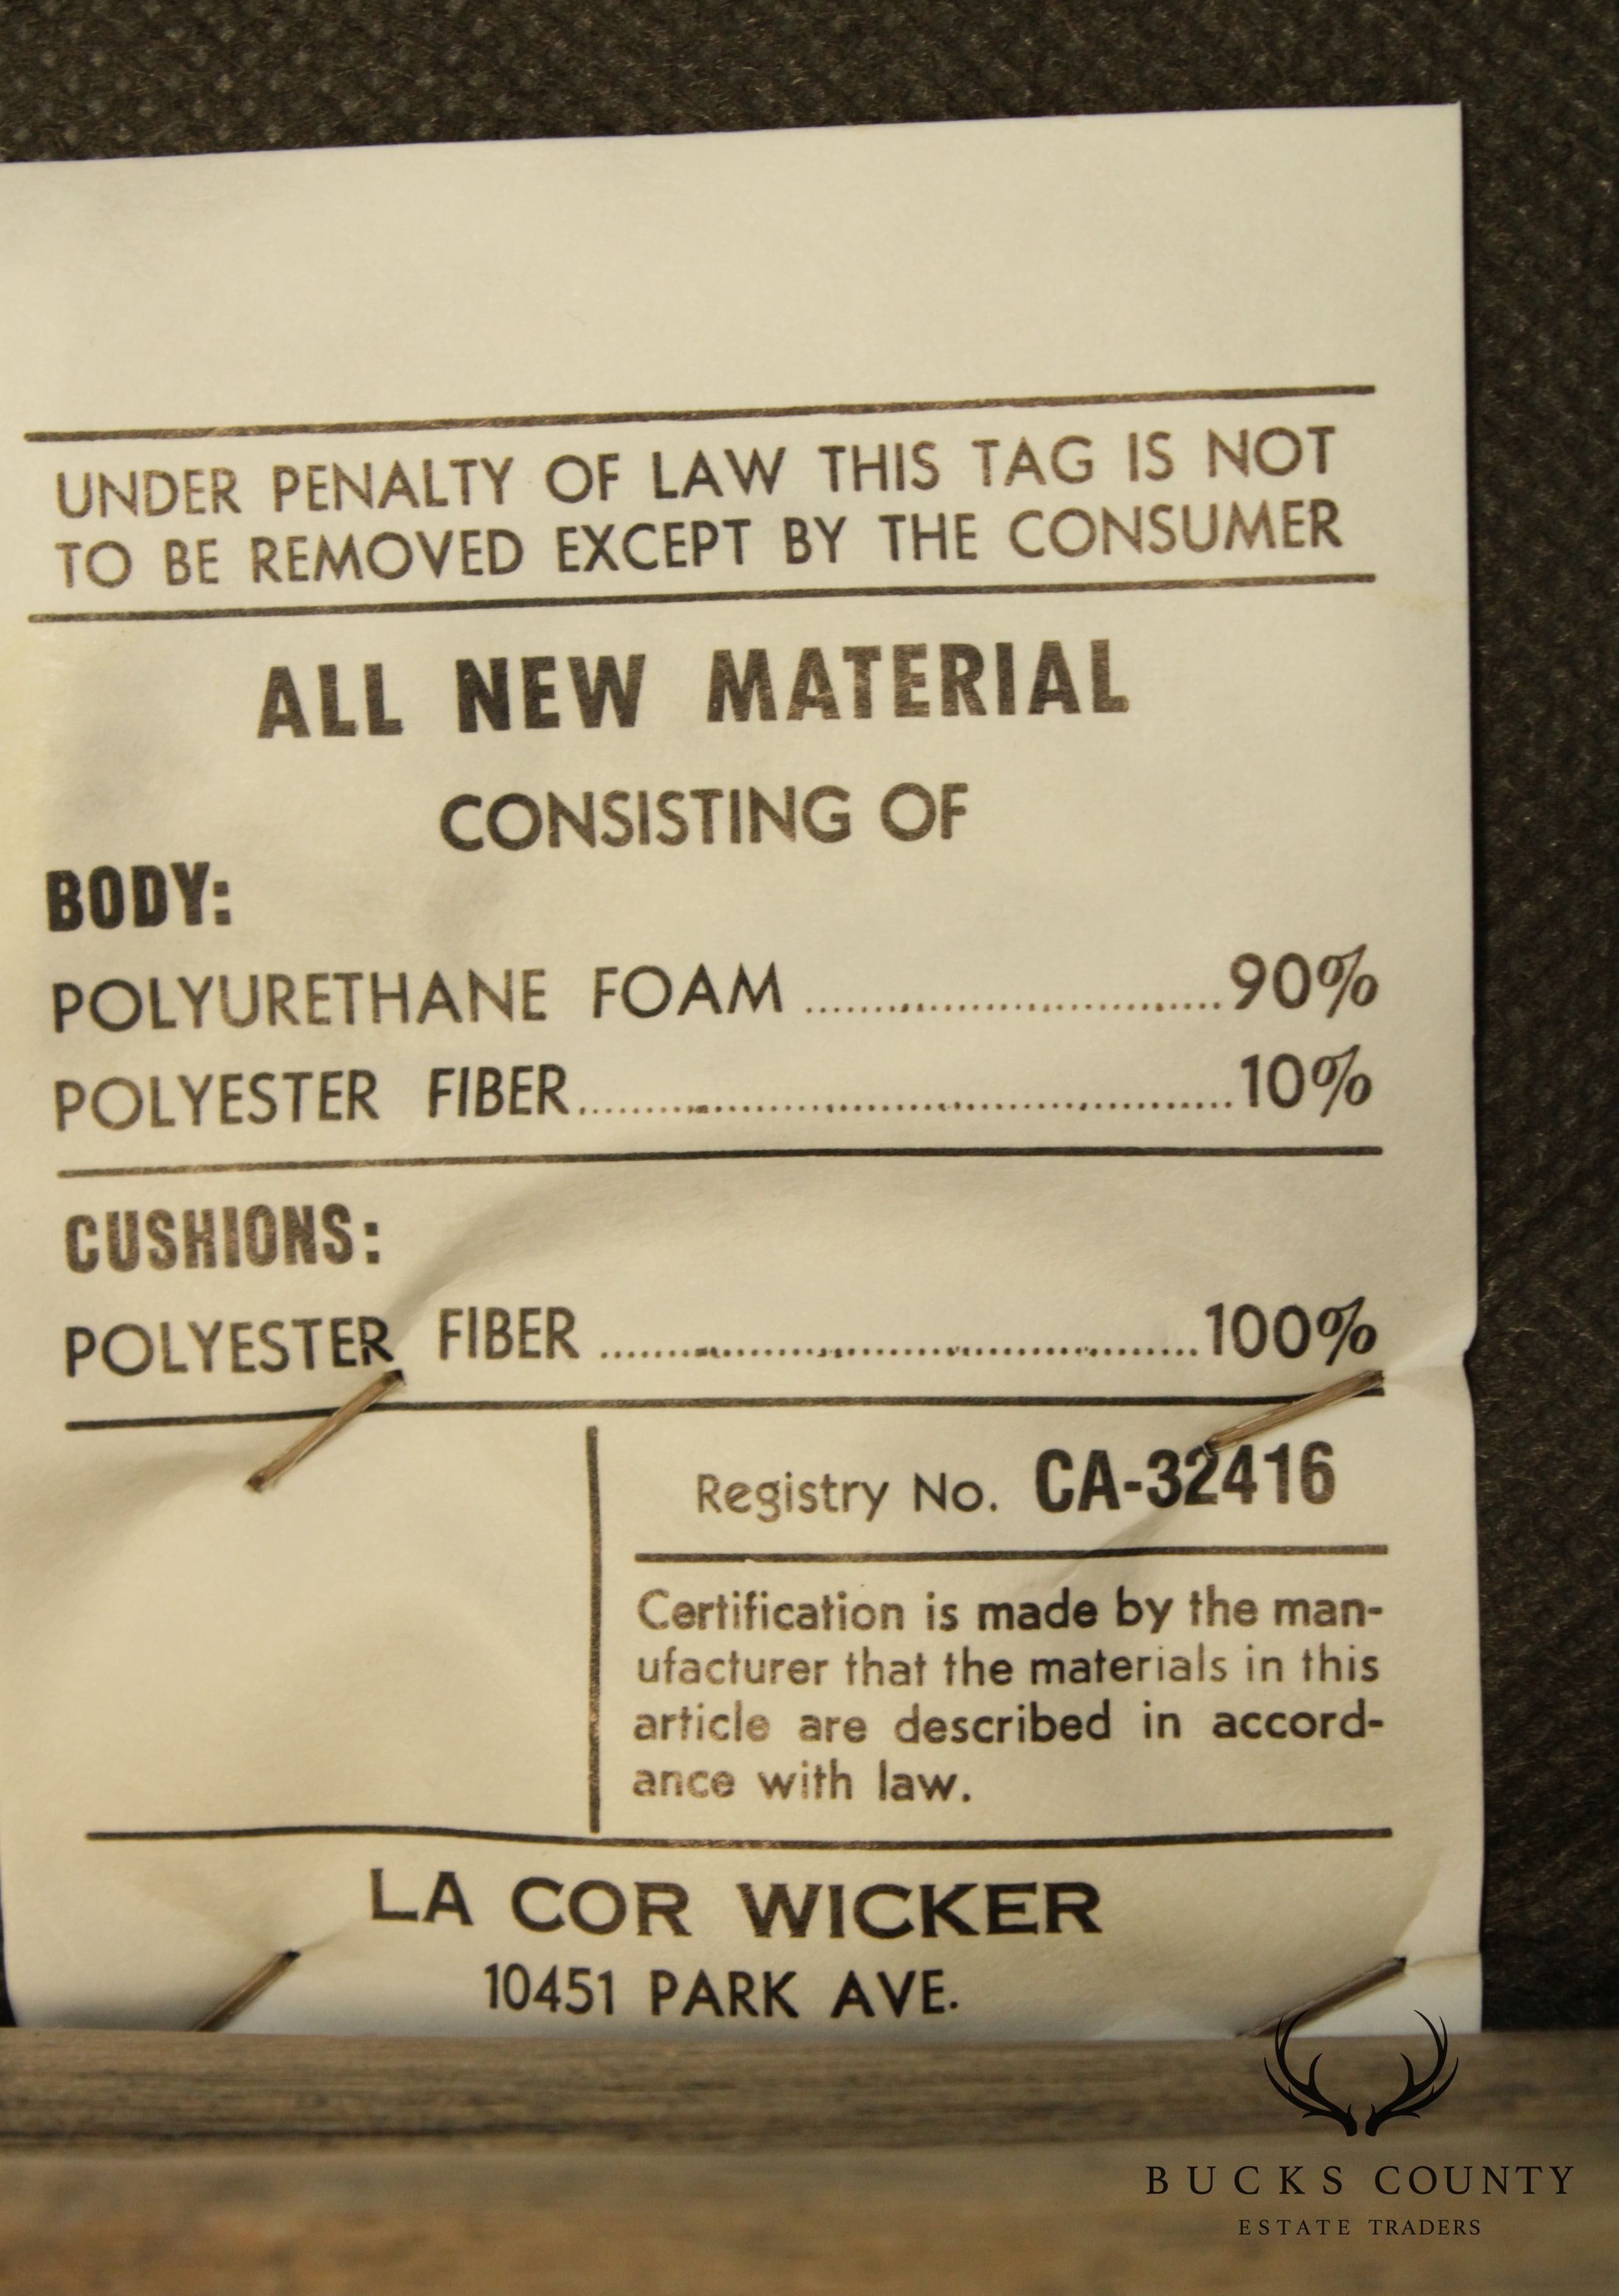 UNDER PENALTY OF LAW THIS TAG IS NOT
TO BE REMOVED EXCEPT BY THE CONSUMER
ALL NEW MATERIAL
CONSISTING OF
BODY:
POLYURETHANE FOAM ........................................90%
POLYESTER FIBER............................................................10%
CUSHIONS:
POLYESTER FIBER ........................................................100%
Registry No. CA-32416
Certification is made by the man-
ufacturer that the materials in this
article are described in accord-
ance with law.
LA COR WICKER
10451 PARK AVE.
BUCKS COUNTY
ESTATE TRADERS